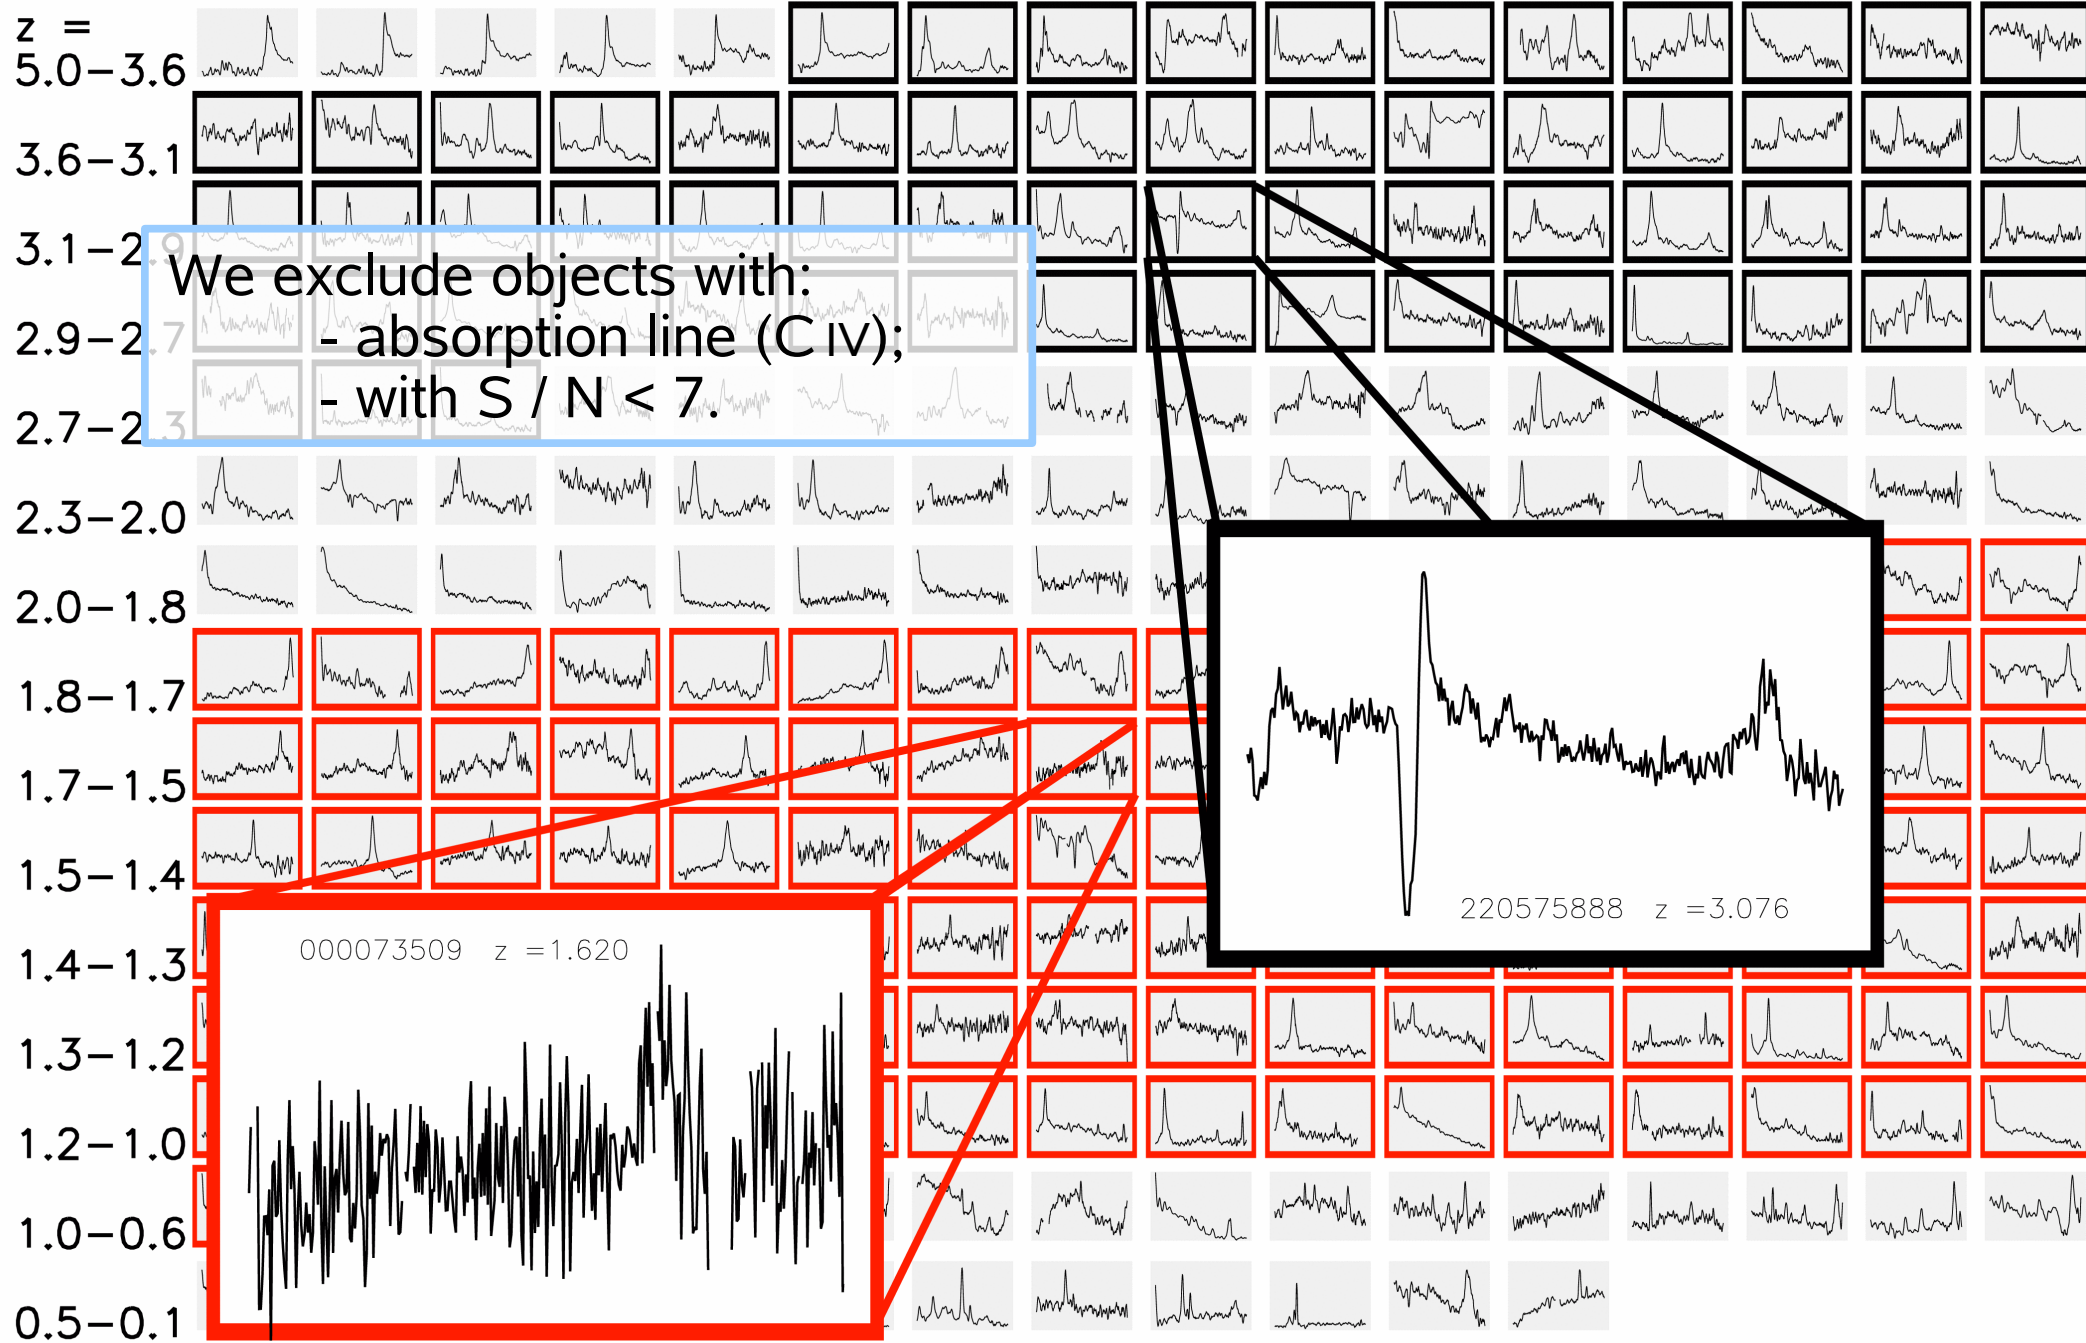 z =
5.0–3.6
3.6–3.1
3.1–2.9
We exclude objects with:
2.9–2.7
- absorption line (C IV);
- with S / N < 7.
2.7–2.3
2.3–2.0
2.0–1.8
1.8–1.7
1.7–1.5
1.5–1.4
220575888 z =3.076
000073509 z =1.620
1.4–1.3
1.3–1.2
1.2–1.0
1.0–0.6
0.5–0.1